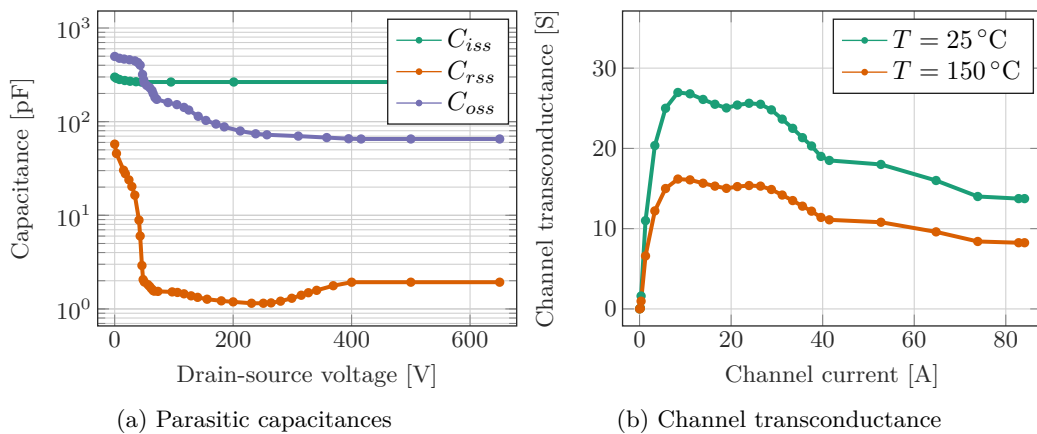 10³
10²
10¹
10⁰
Capacitance [pF]
C_iss
C_rss
C_oss
0 200 400 600
Drain-source voltage [V]
(a) Parasitic capacitances
Channel transconductance [S]
30
20
10
0
T = 25 °C
T = 150 °C
0 20 40 60 80
Channel current [A]
(b) Channel transconductance